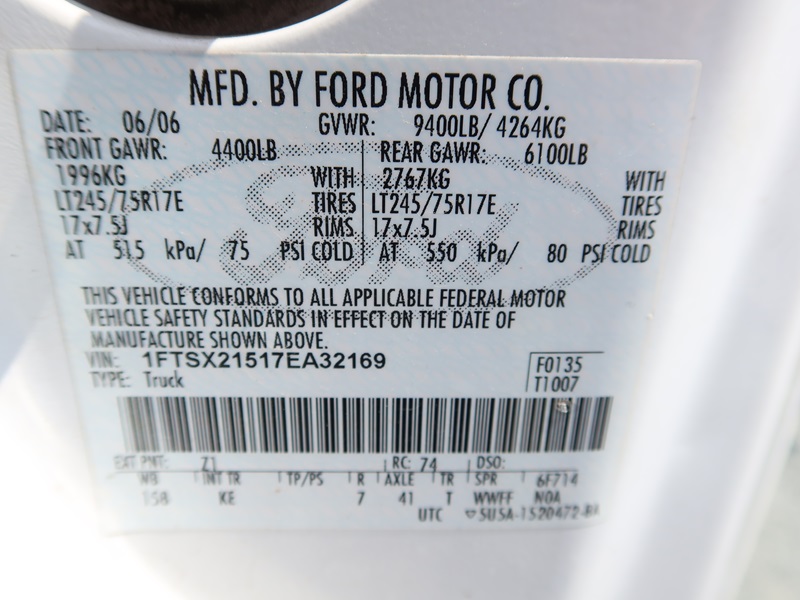 MFD. BY FORD MOTOR CO.
DATE: 06/06 GVWR: 9400LB/ 4264KG
FRONT GAWR: 4400LB REAR GAWR: 6100LB
1996KG WITH 2767KG WITH
LT245/75R17E TIRES LT245/75R17E TIRES
17x7.5J RIMS 17x7.5J RIMS
AT 515 kPa/ 75 PSI COLD AT 550 kPa/ 80 PSI COLD
Ford
THIS VEHICLE CONFORMS TO ALL APPLICABLE FEDERAL MOTOR
VEHICLE SAFETY STANDARDS IN EFFECT ON THE DATE OF
MANUFACTURE SHOWN ABOVE.
VIN: 1FTSX21517EA32169 F0135
TYPE: Truck T1007
EXT PNT: Z1 RC: 74 DSO:
WB INT TR TP/PS R AXLE TR SPR 6F714
158 KE 7 41 T WWFF NOA
UTC